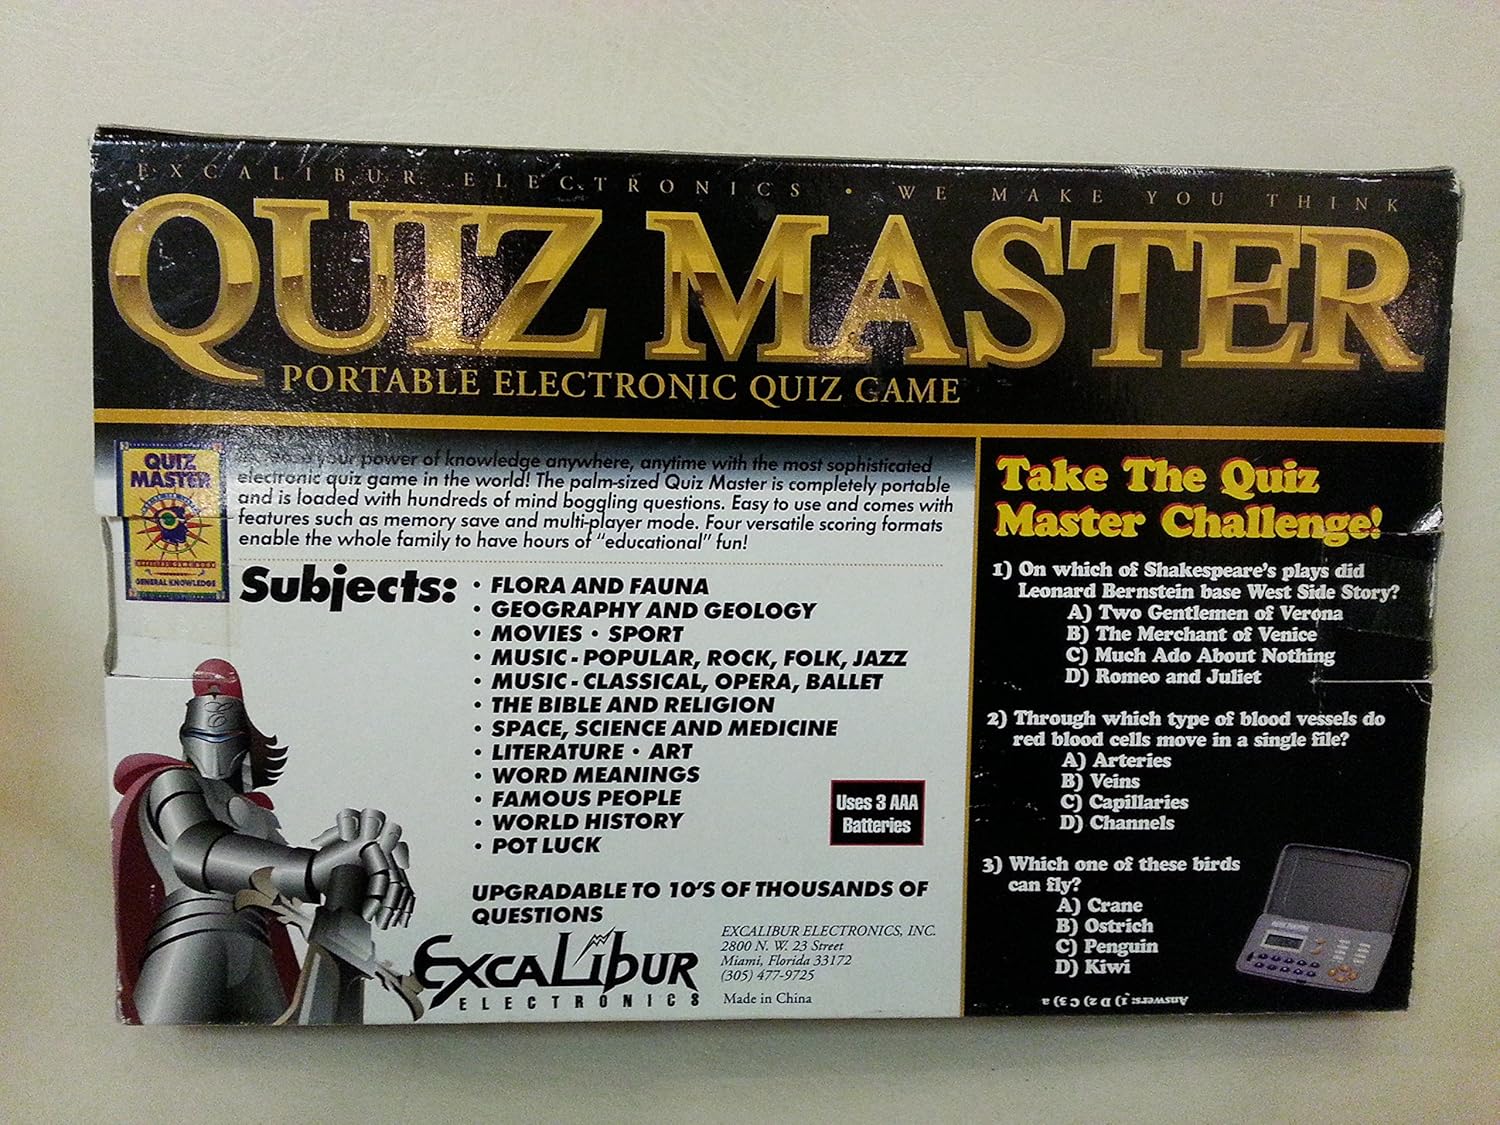 EXCALIBUR ELECTRONICS • WE MAKE YOU THINK
QUIZ MASTER
PORTABLE ELECTRONIC QUIZ GAME
QUIZ
MASTER
GENERAL KNOWLEDGE
your power of knowledge anywhere, anytime with the most sophisticated
electronic quiz game in the world! The palm-sized Quiz Master is completely portable
and is loaded with hundreds of mind boggling questions. Easy to use and comes with
features such as memory save and multi-player mode. Four versatile scoring formats
enable the whole family to have hours of "educational" fun!
Subjects:
• FLORA AND FAUNA
• GEOGRAPHY AND GEOLOGY
• MOVIES • SPORT
• MUSIC - POPULAR, ROCK, FOLK, JAZZ
• MUSIC - CLASSICAL, OPERA, BALLET
• THE BIBLE AND RELIGION
• SPACE, SCIENCE AND MEDICINE
• LITERATURE • ART
• WORD MEANINGS
• FAMOUS PEOPLE
• WORLD HISTORY
• POT LUCK
Uses 3 AAA
Batteries
UPGRADABLE TO 10'S OF THOUSANDS OF
QUESTIONS
EXCALIBUR
ELECTRONICS
EXCALIBUR ELECTRONICS, INC.
2800 N. W. 23 Street
Miami, Florida 33172
(305) 477-9725
Made in China
Take The Quiz
Master Challenge!
1) On which of Shakespeare's plays did
Leonard Bernstein base West Side Story?
A) Two Gentlemen of Verona
B) The Merchant of Venice
C) Much Ado About Nothing
D) Romeo and Juliet
2) Through which type of blood vessels do
red blood cells move in a single file?
A) Arteries
B) Veins
C) Capillaries
D) Channels
3) Which one of these birds
can fly?
A) Crane
B) Ostrich
C) Penguin
D) Kiwi
Answers: 1) D 2) C 3) a